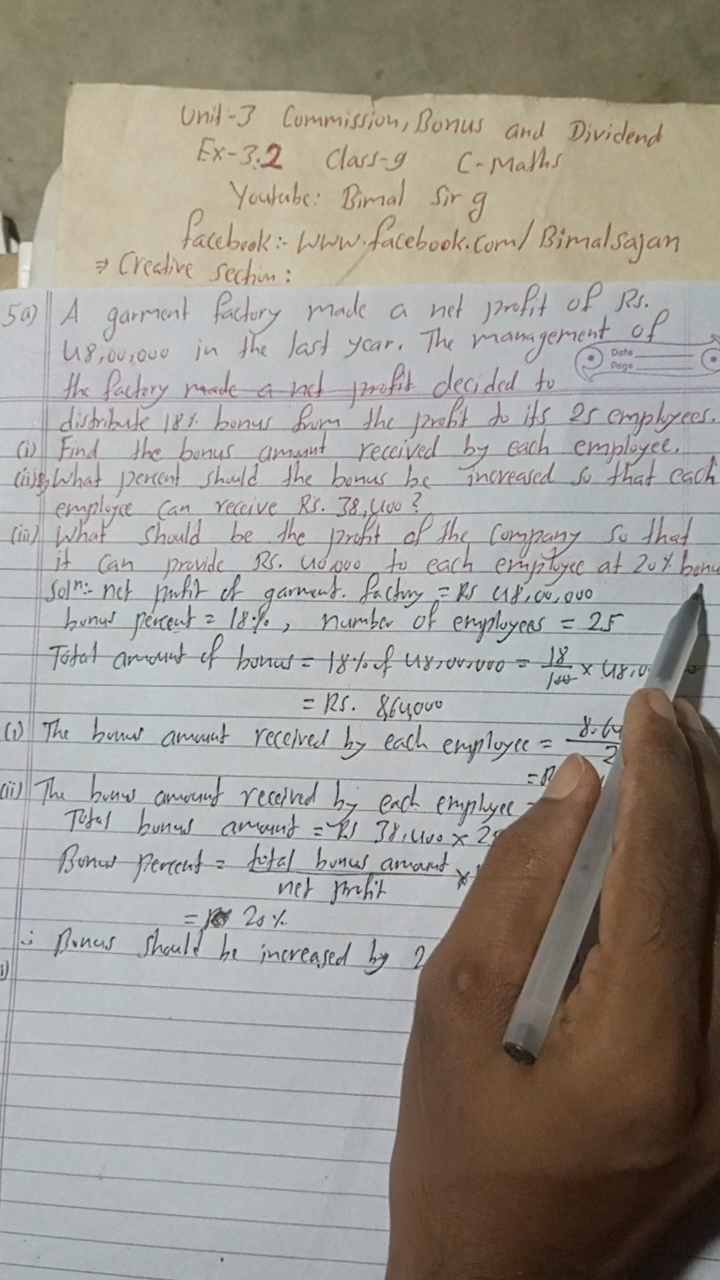 Unit-3 Commission, Bonus and Dividend
Ex-3.2 Class-9 C-Maths
Youtube: Bimal Sir g
facebook:- www.facebook.com/Bimalsajan
⇒ Creative section:
5a) A garment factory made a net profit of Rs.
48,00,000 in the last year. The management of
Date
Page
the factory made a net profit decided to
distribute 18% bonus from the profit to its 25 employees.
(i) Find the bonus amount received by each employee.
(ii) What percent should the bonus be increased so that each
employee can receive Rs. 38,400?
(iii) What should be the profit of the company so that
it can provide Rs. 40,000 to each employee at 20% bonu
Solⁿ:- net profit of garment factory = Rs 48,00,000
bonus percent = 18%, number of employees = 25
Total amount of bonus = 18% of 48,00,000 = 18/100 × 48,0
= Rs. 864000
(i) The bonus amount received by each employee = 8,64 / 2
= R
(ii) The bonus amount received by each employee
Total bonus amount = Rs 38,400 × 2
Bonus percent = total bonus amount / net profit ×
= 20%
∴ Bonus should be increased by 2